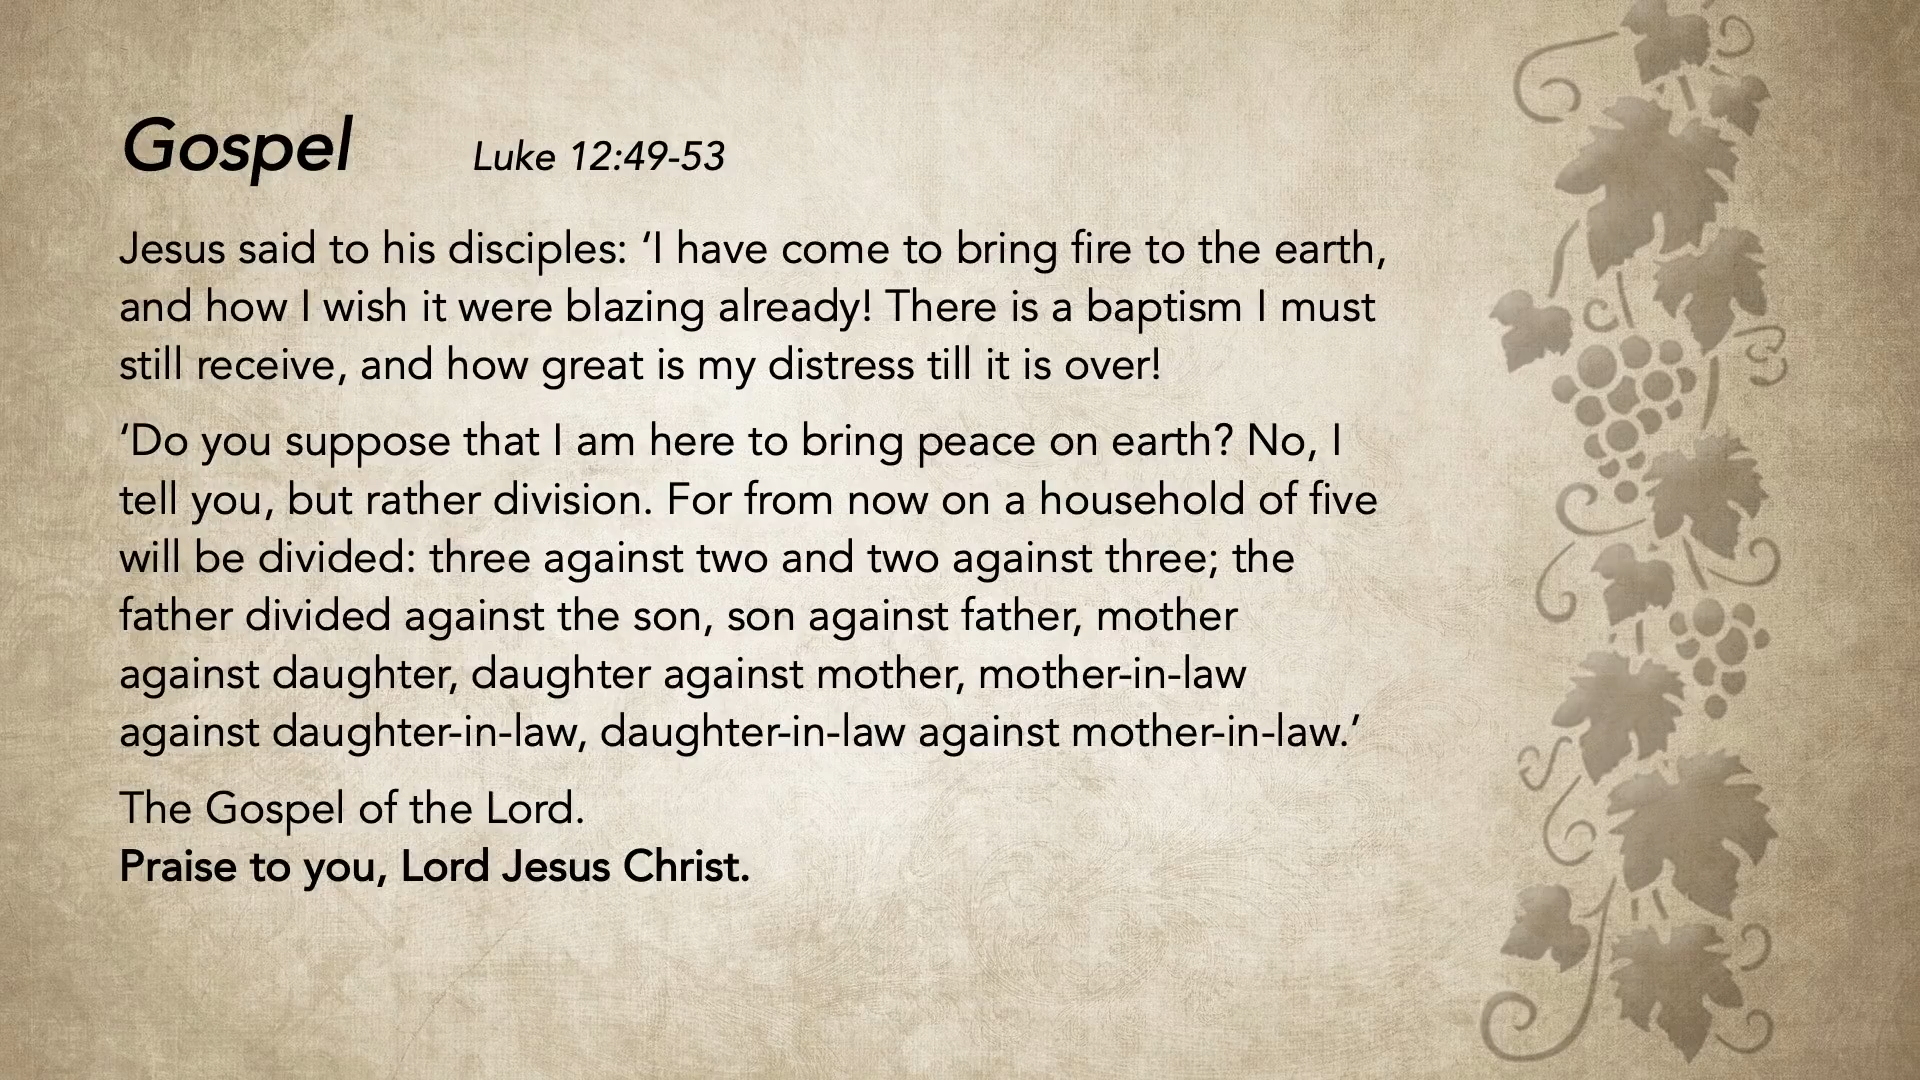 Gospel Luke 12:49-53
Jesus said to his disciples: ‘I have come to bring fire to the earth,
and how I wish it were blazing already! There is a baptism I must
still receive, and how great is my distress till it is over!
‘Do you suppose that I am here to bring peace on earth? No, I
tell you, but rather division. For from now on a household of five
will be divided: three against two and two against three; the
father divided against the son, son against father, mother
against daughter, daughter against mother, mother-in-law
against daughter-in-law, daughter-in-law against mother-in-law.’
The Gospel of the Lord.
Praise to you, Lord Jesus Christ.